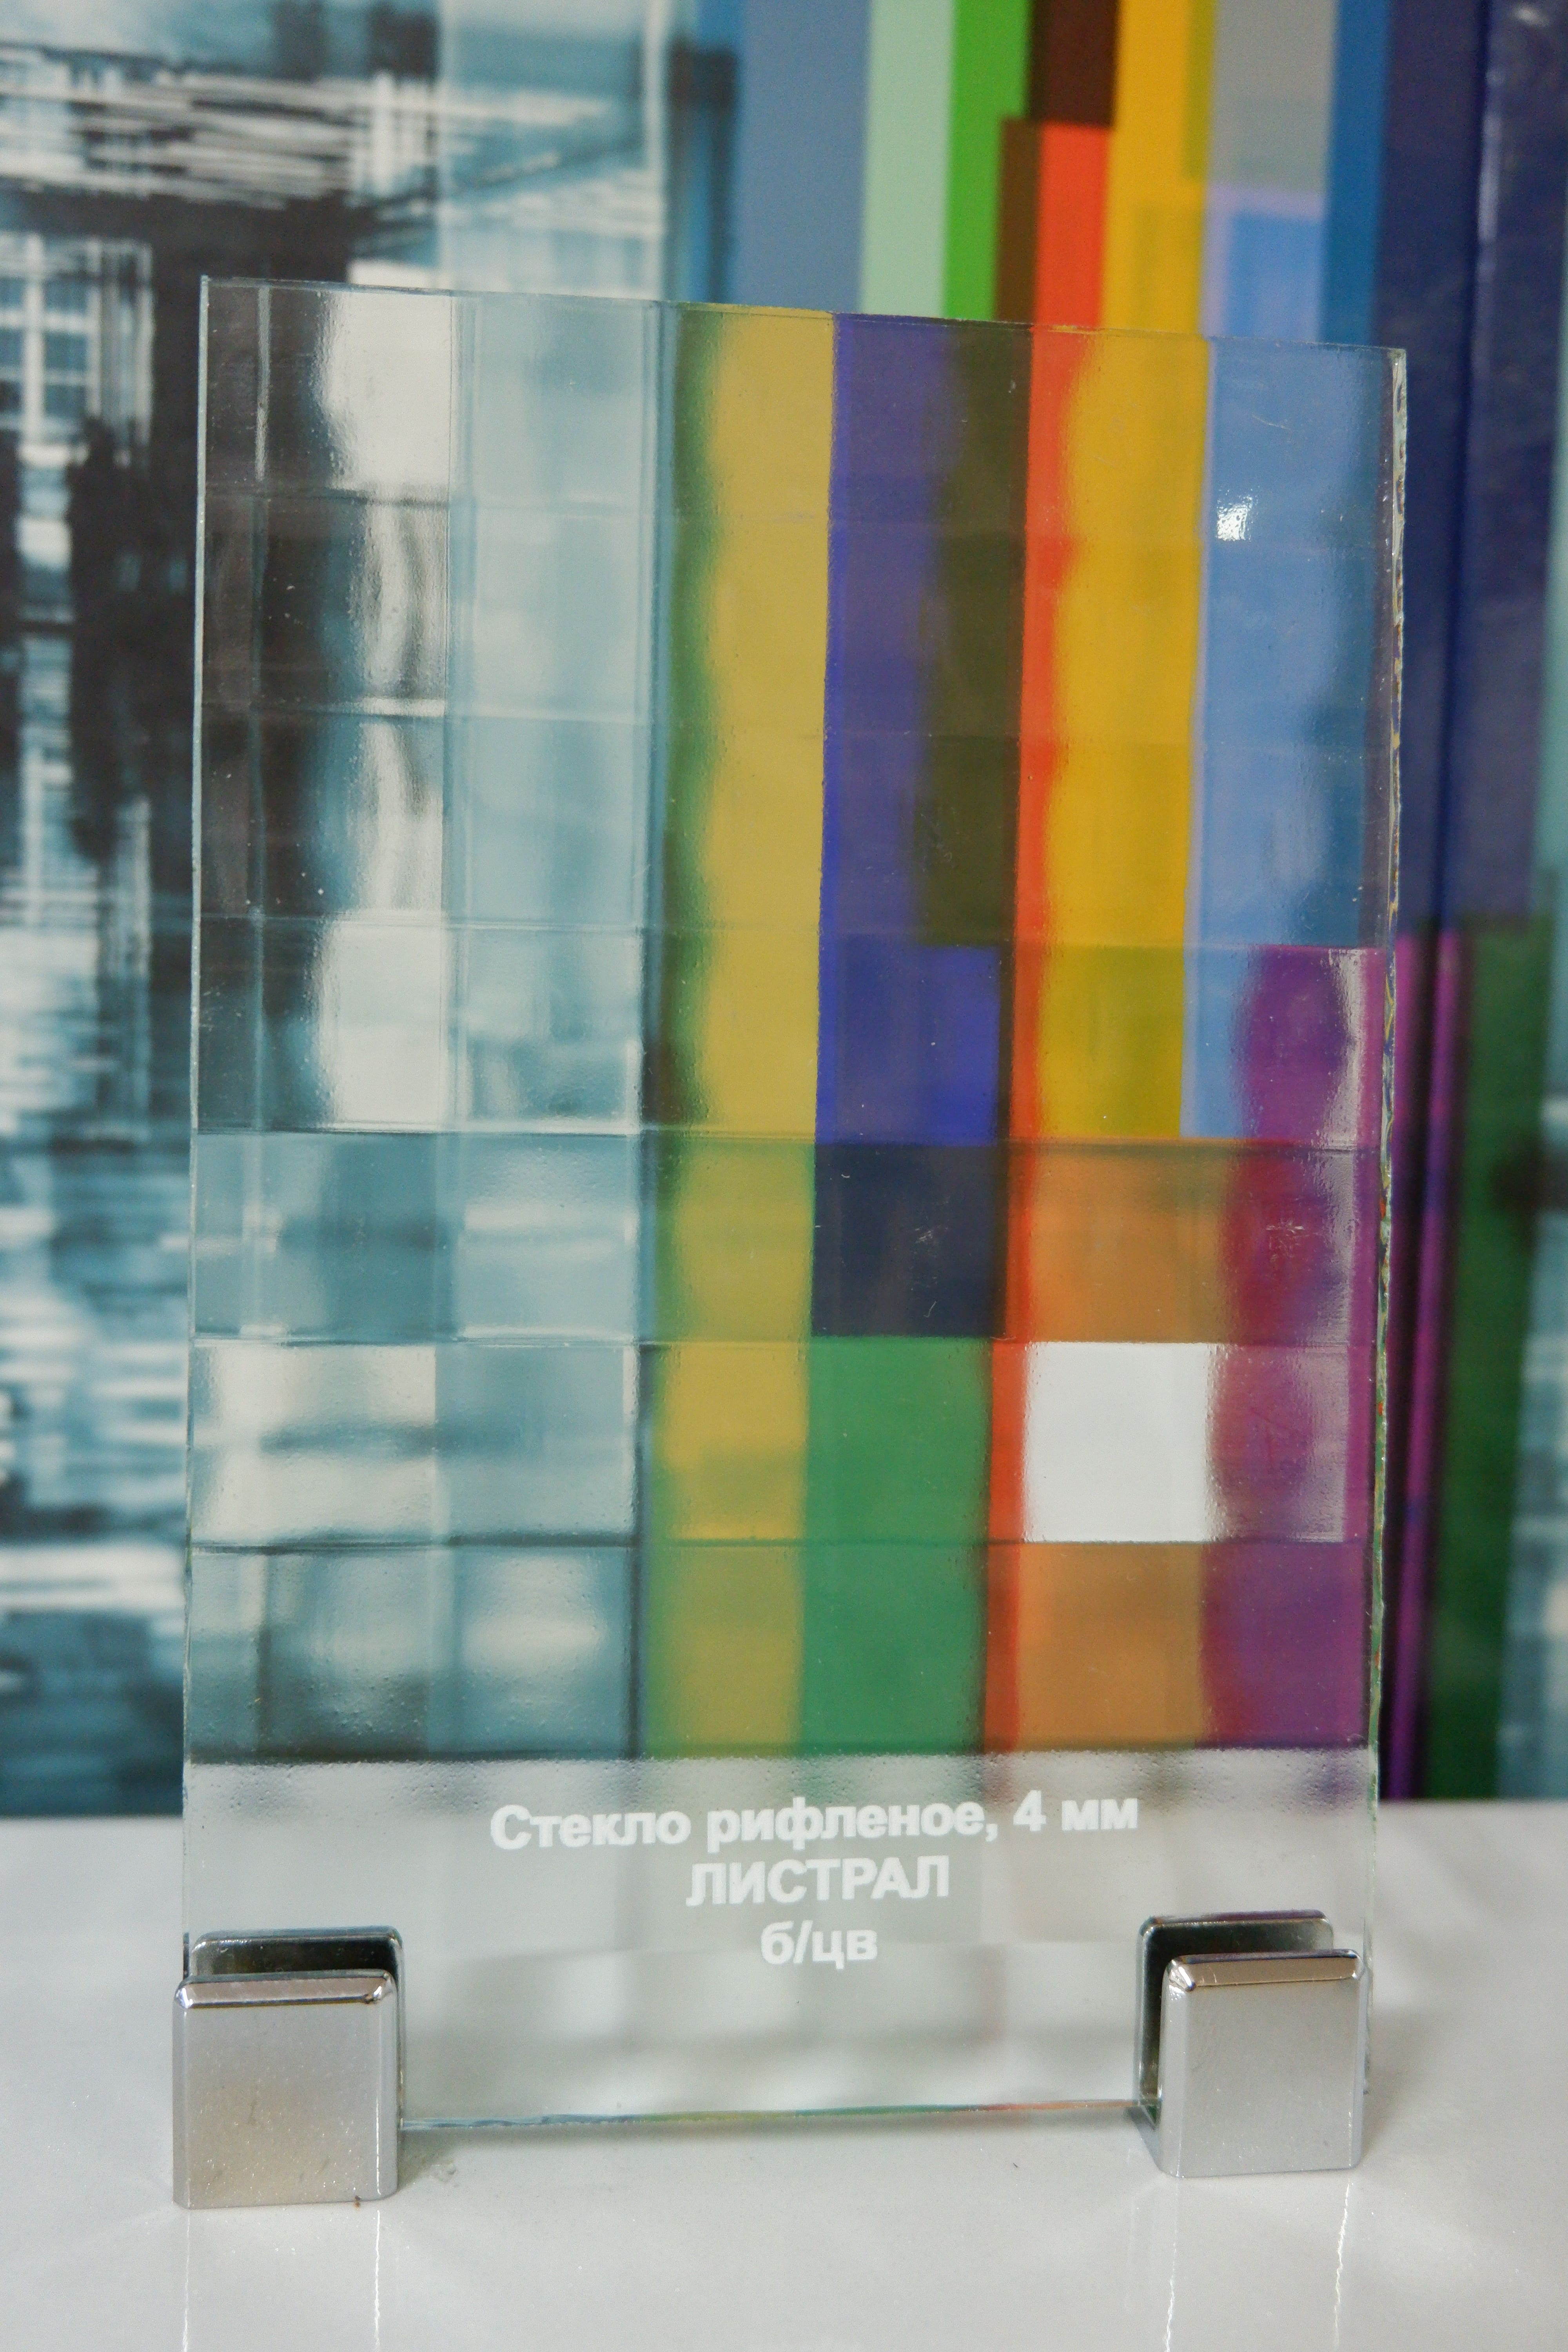 Стекло рифленое, 4 мм
ЛИСТРАЛ
б/цв